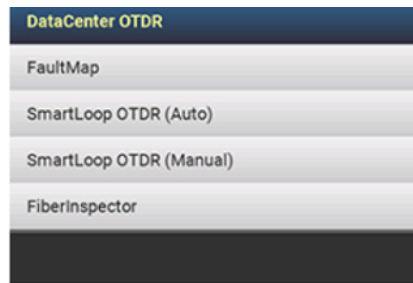 DataCenter OTDR
FaultMap
SmartLoop OTDR (Auto)
SmartLoop OTDR (Manual)
FiberInspector